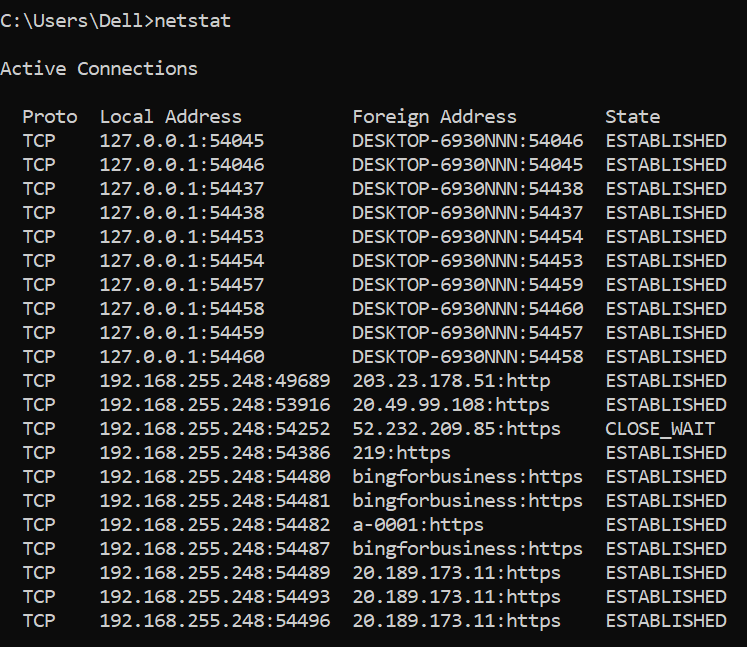 C:\Users\Dell>netstat
Active Connections
  Proto  Local Address          Foreign Address        State
  TCP    127.0.0.1:54045        DESKTOP-6930NNN:54046  ESTABLISHED
  TCP    127.0.0.1:54046        DESKTOP-6930NNN:54045  ESTABLISHED
  TCP    127.0.0.1:54437        DESKTOP-6930NNN:54438  ESTABLISHED
  TCP    127.0.0.1:54438        DESKTOP-6930NNN:54437  ESTABLISHED
  TCP    127.0.0.1:54453        DESKTOP-6930NNN:54454  ESTABLISHED
  TCP    127.0.0.1:54454        DESKTOP-6930NNN:54453  ESTABLISHED
  TCP    127.0.0.1:54457        DESKTOP-6930NNN:54459  ESTABLISHED
  TCP    127.0.0.1:54458        DESKTOP-6930NNN:54460  ESTABLISHED
  TCP    127.0.0.1:54459        DESKTOP-6930NNN:54457  ESTABLISHED
  TCP    127.0.0.1:54460        DESKTOP-6930NNN:54458  ESTABLISHED
  TCP    192.168.255.248:49689  203.23.178.51:http     ESTABLISHED
  TCP    192.168.255.248:53916  20.49.99.108:https     ESTABLISHED
  TCP    192.168.255.248:54252  52.232.209.85:https    CLOSE_WAIT
  TCP    192.168.255.248:54386  219:https              ESTABLISHED
  TCP    192.168.255.248:54480  bingforbusiness:https  ESTABLISHED
  TCP    192.168.255.248:54481  bingforbusiness:https  ESTABLISHED
  TCP    192.168.255.248:54482  a-0001:https           ESTABLISHED
  TCP    192.168.255.248:54487  bingforbusiness:https  ESTABLISHED
  TCP    192.168.255.248:54489  20.189.173.11:https    ESTABLISHED
  TCP    192.168.255.248:54493  20.189.173.11:https    ESTABLISHED
  TCP    192.168.255.248:54496  20.189.173.11:https    ESTABLISHED